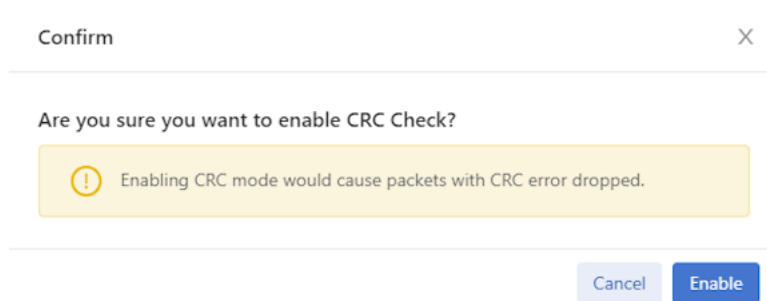 Confirm
Are you sure you want to enable CRC Check?
Enabling CRC mode would cause packets with CRC error dropped.
Cancel Enable